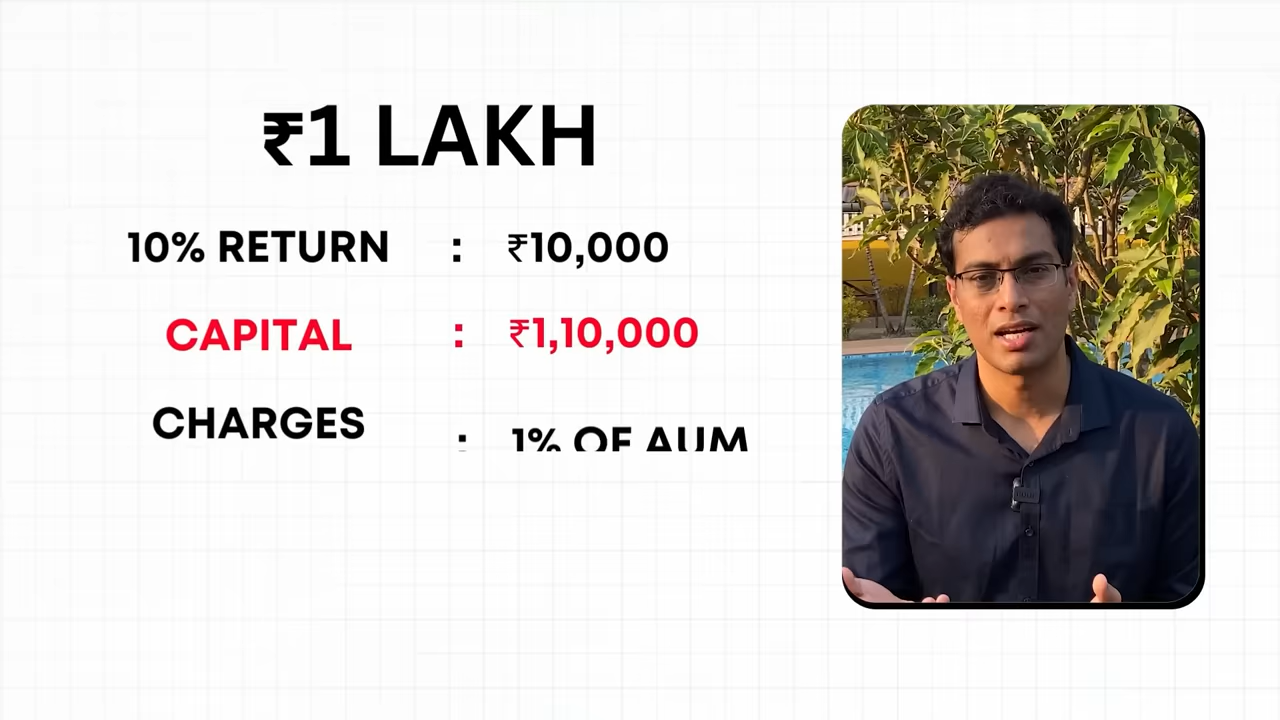 ₹1 LAKH
10% RETURN : ₹10,000
CAPITAL : ₹1,10,000
CHARGES : 1% OF AUM